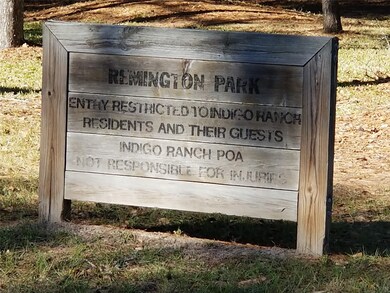 REMINGTON PARK
ENTRY RESTRICTED TO INDIGO RANCH
RESIDENTS AND THEIR GUESTS
INDIGO RANCH POA
NOT RESPONSIBLE FOR INJURIES